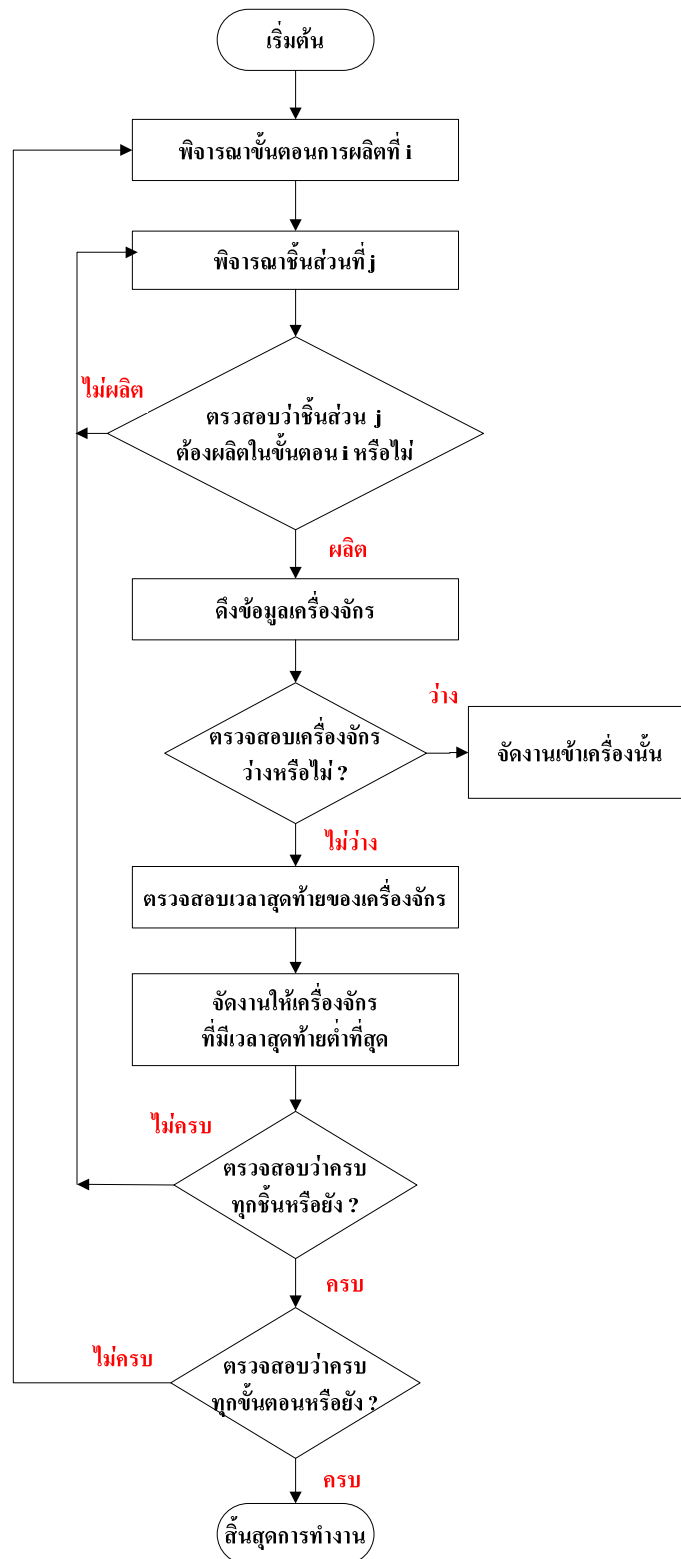 เริ่มต้น
พิจารณาขั้นตอนการผลิตที่ i
พิจารณาชิ้นส่วนที่ j
ไม่ผลิต
ตรวสอบว่าชิ้นส่วน j
ต้องผลิตในขั้นตอน i หรือไม่
ผลิต
ดึงข้อมูลเครื่องจักร
ว่าง
ตรวจสอบเครื่องจักร
ว่างหรือไม่ ?
จัดงานเข้าเครื่องนั้น
ไม่ว่าง
ตรวจสอบเวลาสุดท้ายของเครื่องจักร
จัดงานให้เครื่องจักร
ที่มีเวลาสุดท้ายต่ำที่สุด
ไม่ครบ
ตรวจสอบว่าครบ
ทุกชิ้นหรือยัง ?
ครบ
ไม่ครบ
ตรวจสอบว่าครบ
ทุกขั้นตอนหรือยัง ?
ครบ
สิ้นสุดการทำงาน